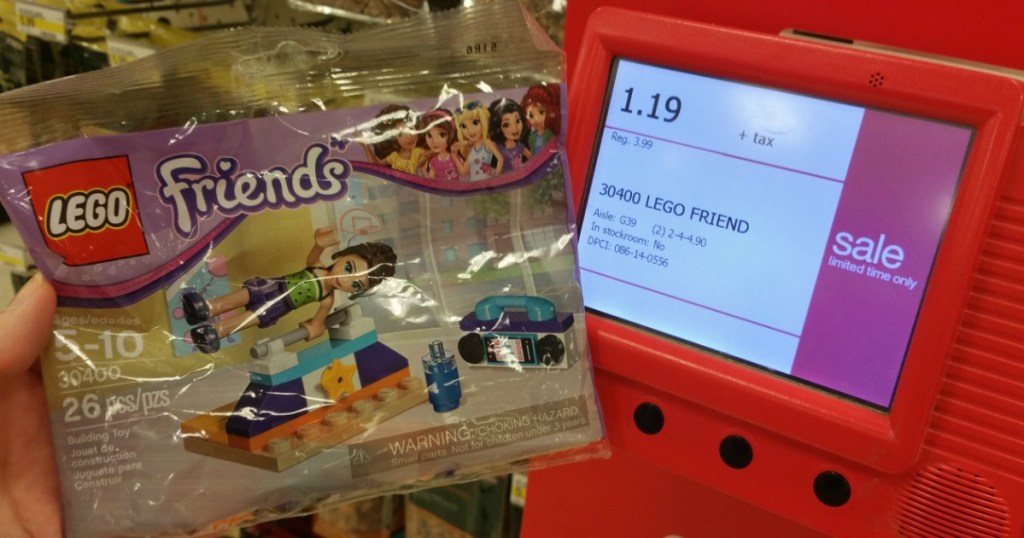 51R6
LEGO
Friends
Ages/edades
5-10
30400
26 pcs/pzs
Building Toy
Jouet de
construction
Juguete para
Construir
WARNING: CHOKING HAZARD.
Small parts. Not for children under 3 years.
1.19
+ tax
Reg. 3.99
30400 LEGO FRIEND
Aisle: G39 (2) 2-4-4.90
In stockroom: No
DPCI: 086-14-0556
sale
limited time only